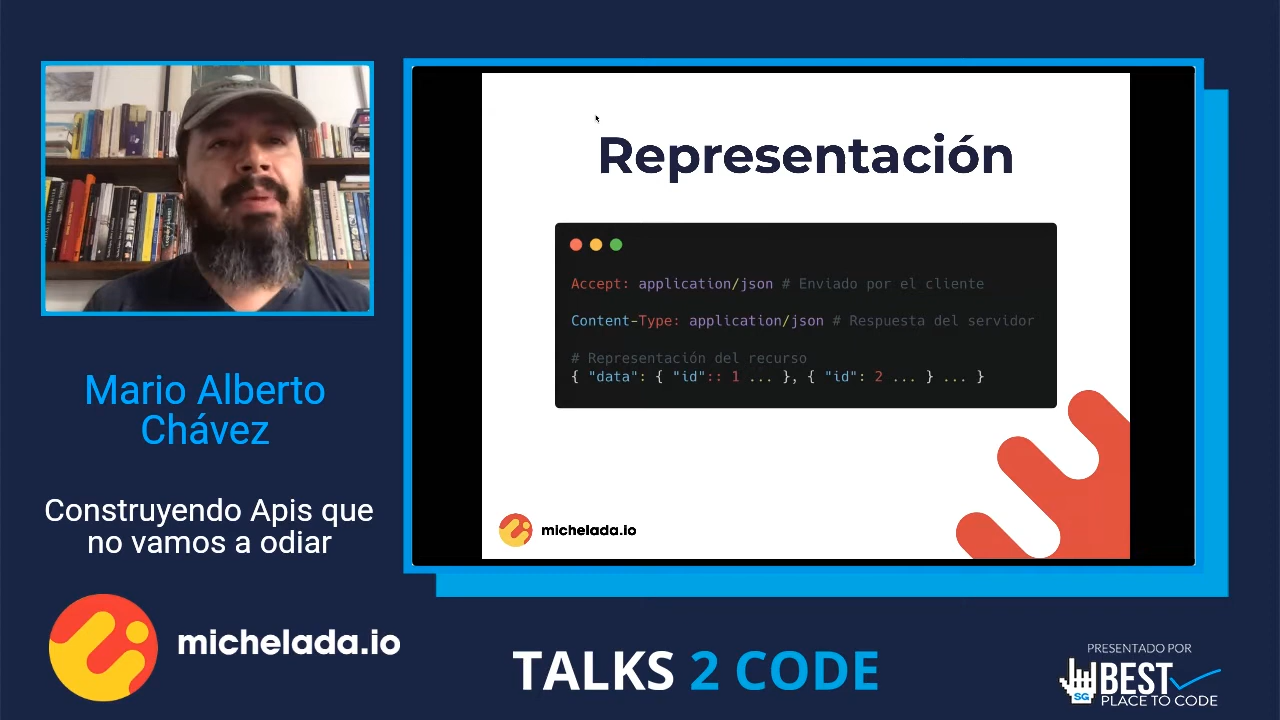 Representación
Accept: application/json # Enviado por el cliente
Content-Type: application/json # Respuesta del servidor
# Representación del recurso
{ "data": { "id":: 1 ... }, { "id": 2 ... } ... }
michelada.io
Mario Alberto
Chávez
Construyendo Apis que
no vamos a odiar
michelada.io
TALKS 2 CODE
PRESENTADO POR
SG
BEST
PLACE TO CODE